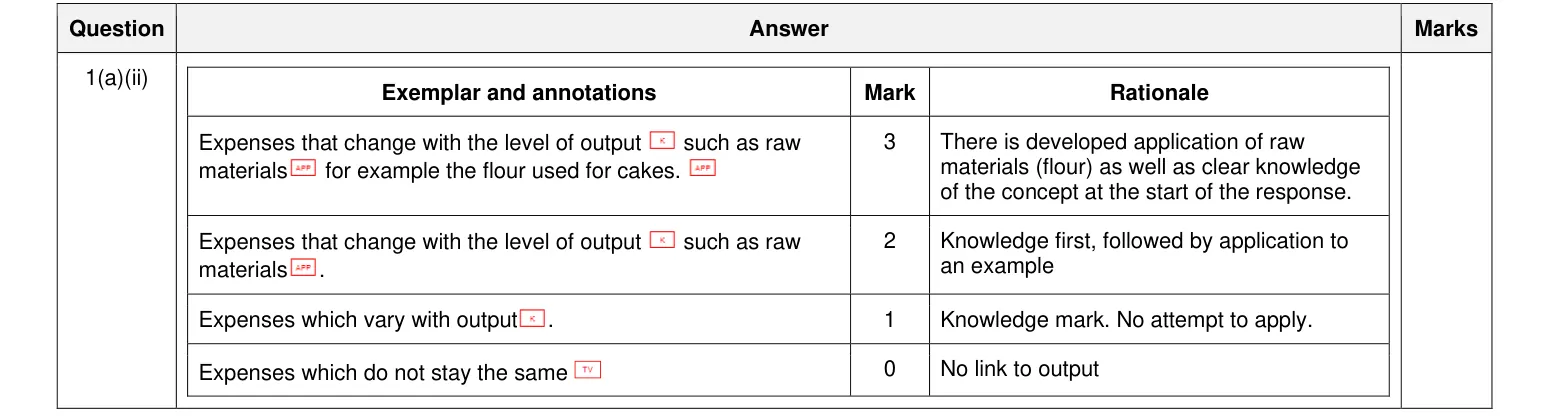 Question Answer Marks
1(a)(ii)
Exemplar and annotations Mark Rationale
Expenses that change with the level of output K such as raw
materials APP for example the flour used for cakes. APP
3
There is developed application of raw
materials (flour) as well as clear knowledge
of the concept at the start of the response.
Expenses that change with the level of output K such as raw
materials APP .
2
Knowledge first, followed by application to
an example
Expenses which vary with output K . 1 Knowledge mark. No attempt to apply.
Expenses which do not stay the same TV 0 No link to output